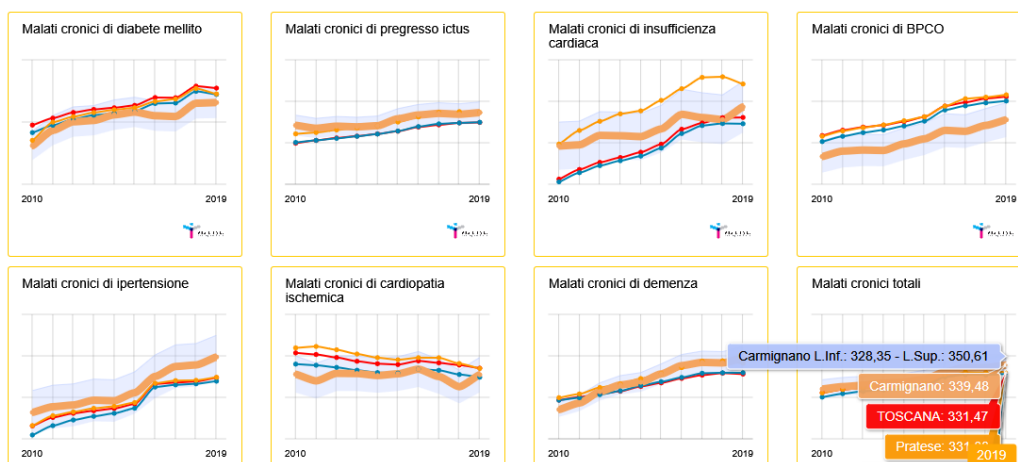 Malati cronici di diabete mellito
2010
2019
Malati cronici di pregresso ictus
2010
2019
Malati cronici di insufficienza
cardiaca
2010
2019
Malati cronici di BPCO
2010
2019
Malati cronici di ipertensione
2010
2019
Malati cronici di cardiopatia
ischemica
2010
2019
Malati cronici di demenza
2010
2019
Malati cronici totali
Carmignano L.Inf.: 328,35 - L.Sup.: 350,61
Carmignano: 339,48
TOSCANA: 331,47
Pratese:
2010
2019